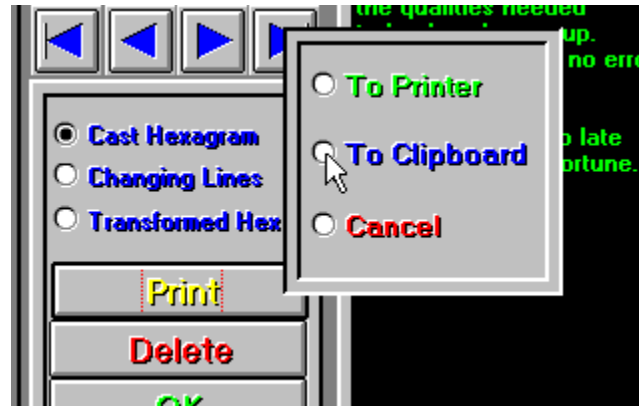 the qualities needed
up.
no erro
late
ortune.
To Printer
To Clipboard
Cancel
Cast Hexagram
Changing Lines
Transformed Hex
Print
Delete
OK